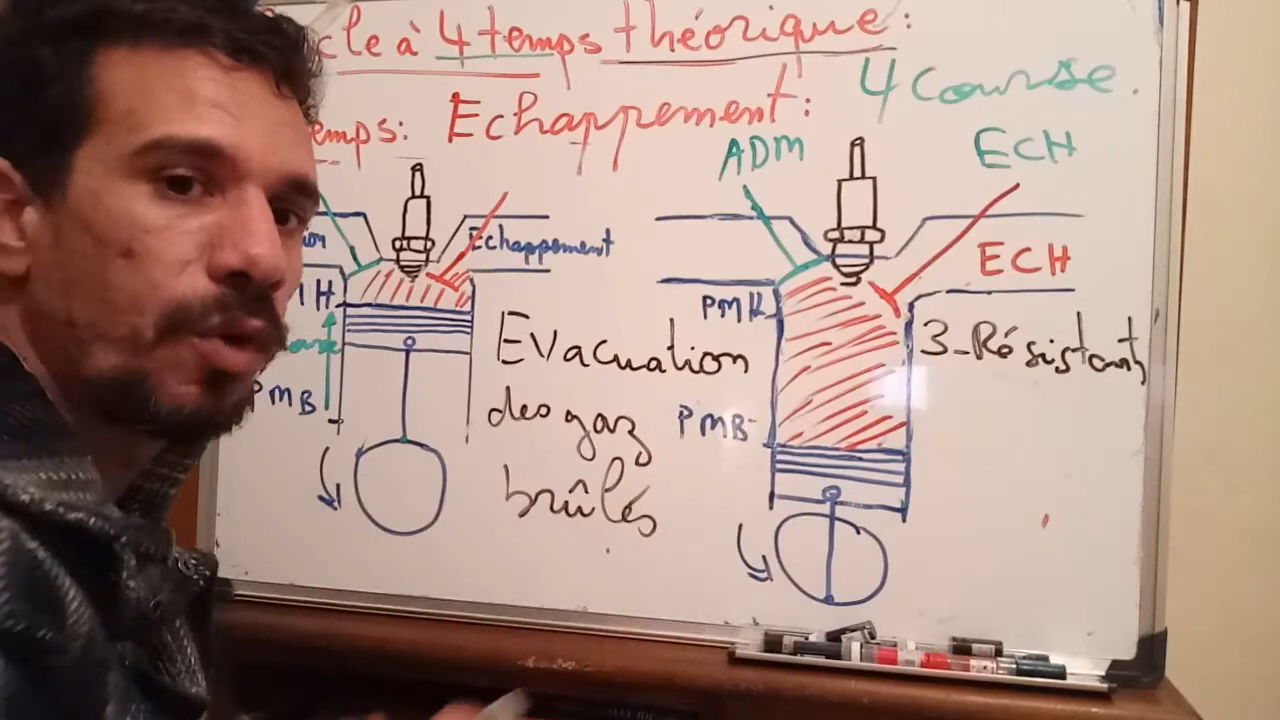 cle à 4 temps théorique:
4 course.
emps: Echappement:
ADM
ECH
Echappement
ECH
PMH
3-Résistants
Evacuation
des gaz
brûlés
PMB
PMB